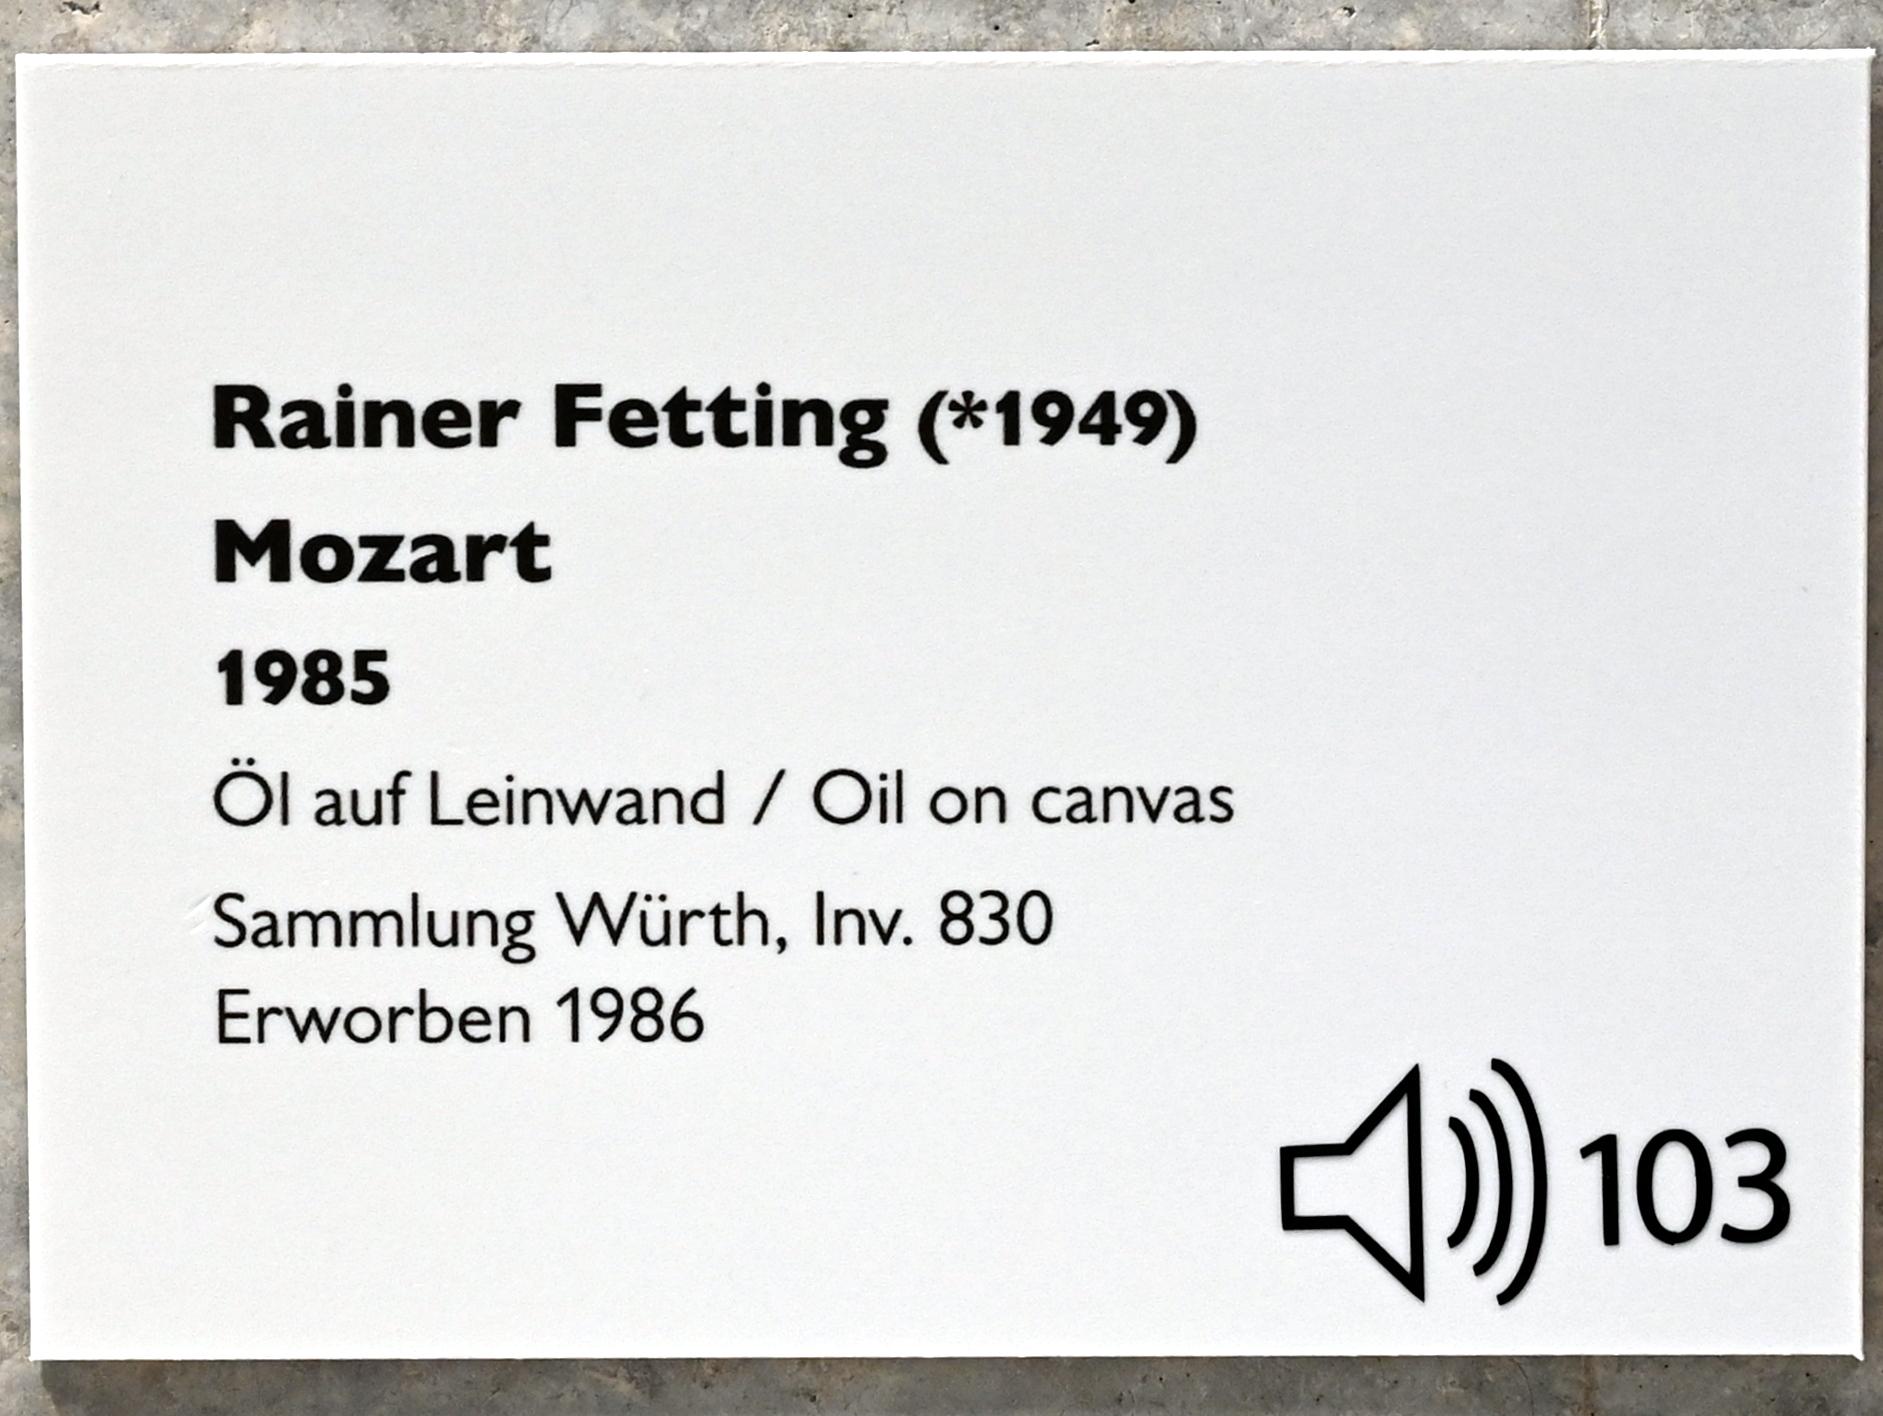 Rainer Fetting (*1949)
Mozart
1985
Öl auf Leinwand / Oil on canvas
Sammlung Würth, Inv. 830
Erworben 1986
103